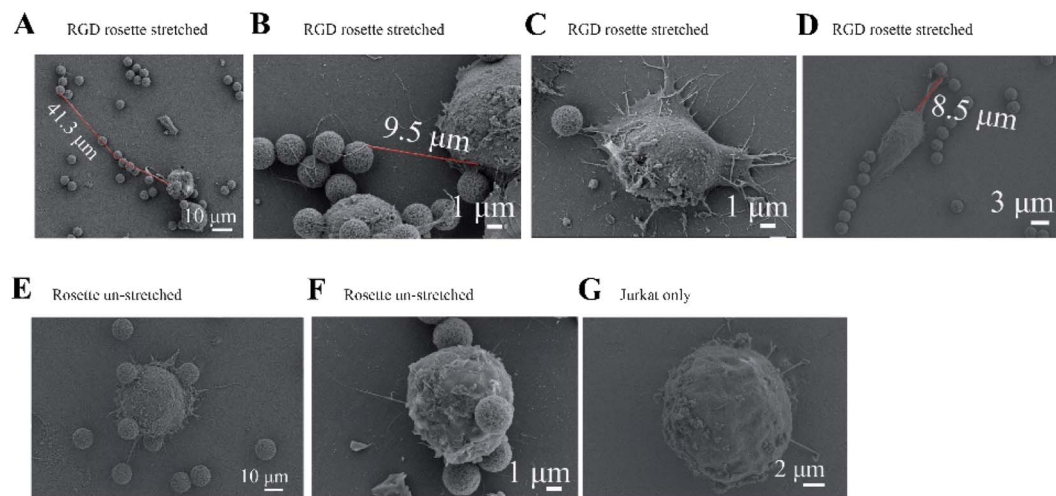 A RGD rosette stretched
B RGD rosette stretched
C RGD rosette stretched
D RGD rosette stretched
41.3 μm
10 μm
9.5 μm
1 μm
1 μm
8.5 μm
3 μm
E Rosette un-stretched
F Rosette un-stretched
G Jurkat only
10 μm
1 μm
2 μm